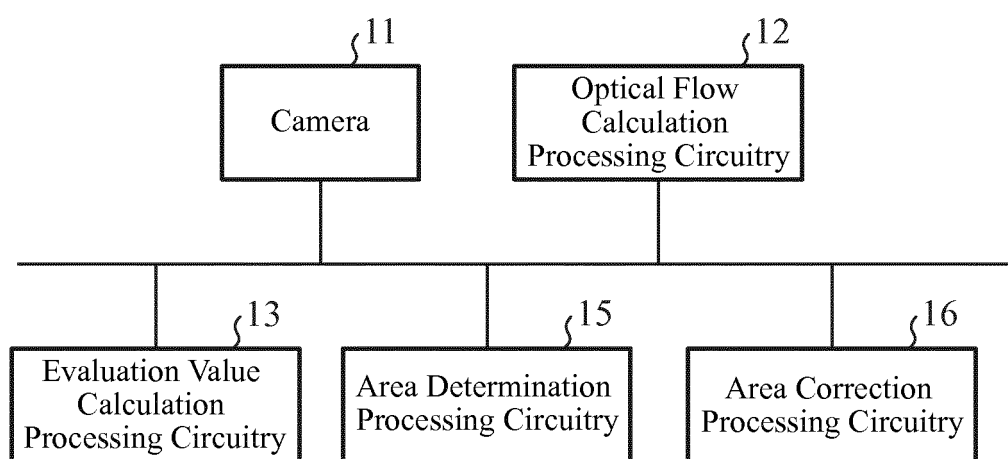 11
Camera
12
Optical Flow
Calculation
Processing Circuitry
13
Evaluation Value
Calculation
Processing Circuitry
15
Area Determination
Processing Circuitry
16
Area Correction
Processing Circuitry